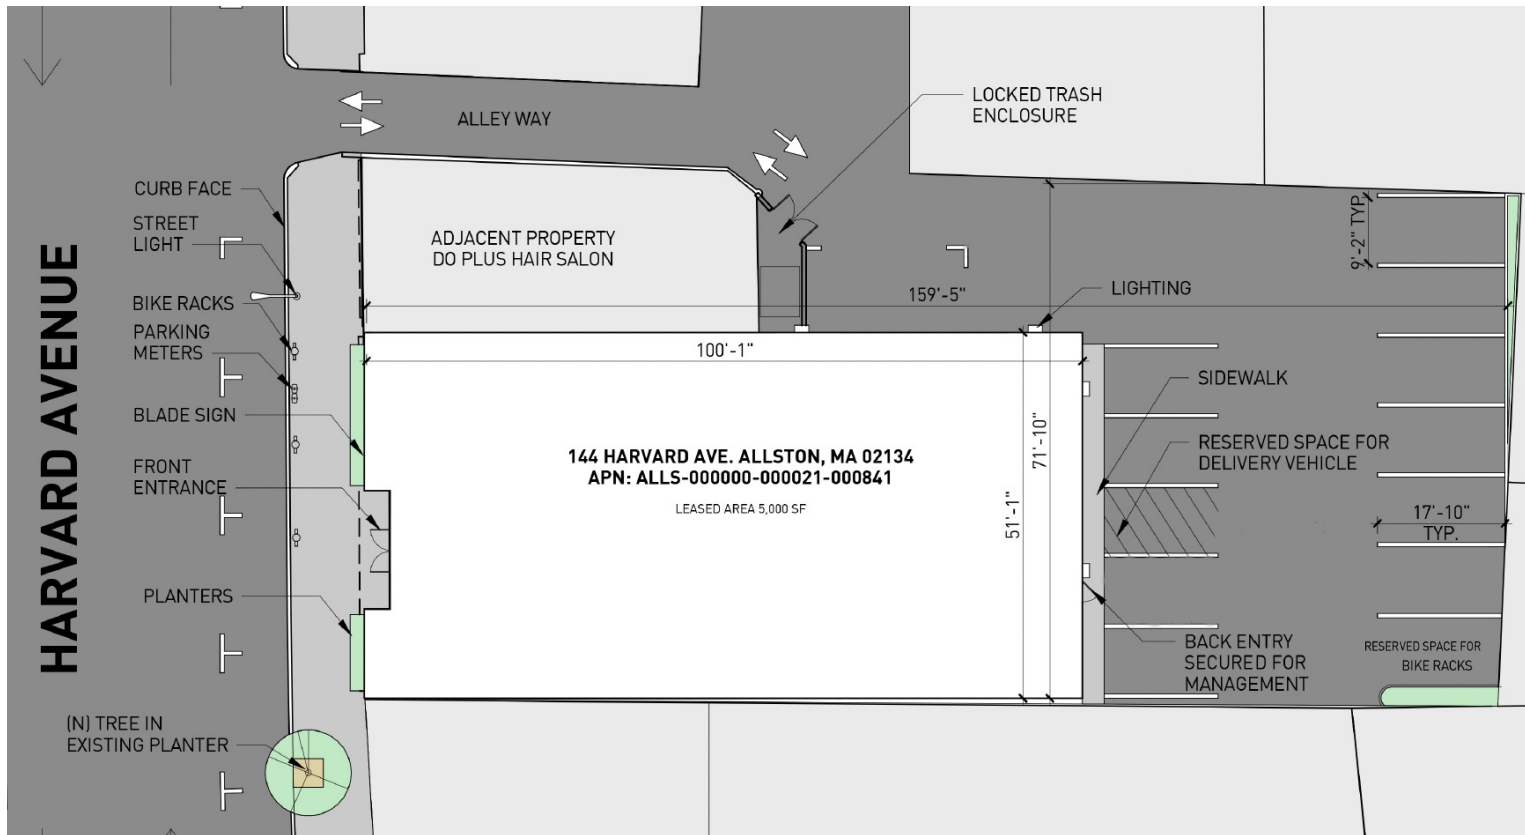 ALLEY WAY
LOCKED TRASH
ENCLOSURE
CURB FACE
STREET
LIGHT
BIKE RACKS
PARKING
METERS
BLADE SIGN
FRONT
ENTRANCE
PLANTERS
(N) TREE IN
EXISTING PLANTER
HARVARD AVENUE
ADJACENT PROPERTY
DO PLUS HAIR SALON
159'-5"
LIGHTING
9'-2" TYP.
100'-1"
SIDEWALK
144 HARVARD AVE. ALLSTON, MA 02134
APN: ALLS-000000-000021-000841
LEASED AREA 5,000 SF
51'-1"
71'-10"
RESERVED SPACE FOR
DELIVERY VEHICLE
17'-10"
TYP.
BACK ENTRY
SECURED FOR
MANAGEMENT
RESERVED SPACE FOR
BIKE RACKS